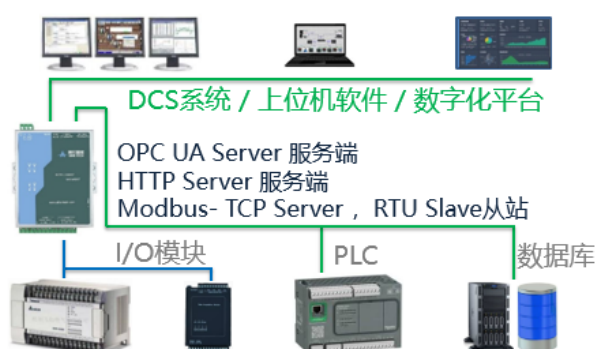 DCS系统 / 上位机软件 / 数字化平台
OPC UA Server 服务端
HTTP Server 服务端
Modbus- TCP Server ，RTU Slave从站
I/O模块
PLC
数据库